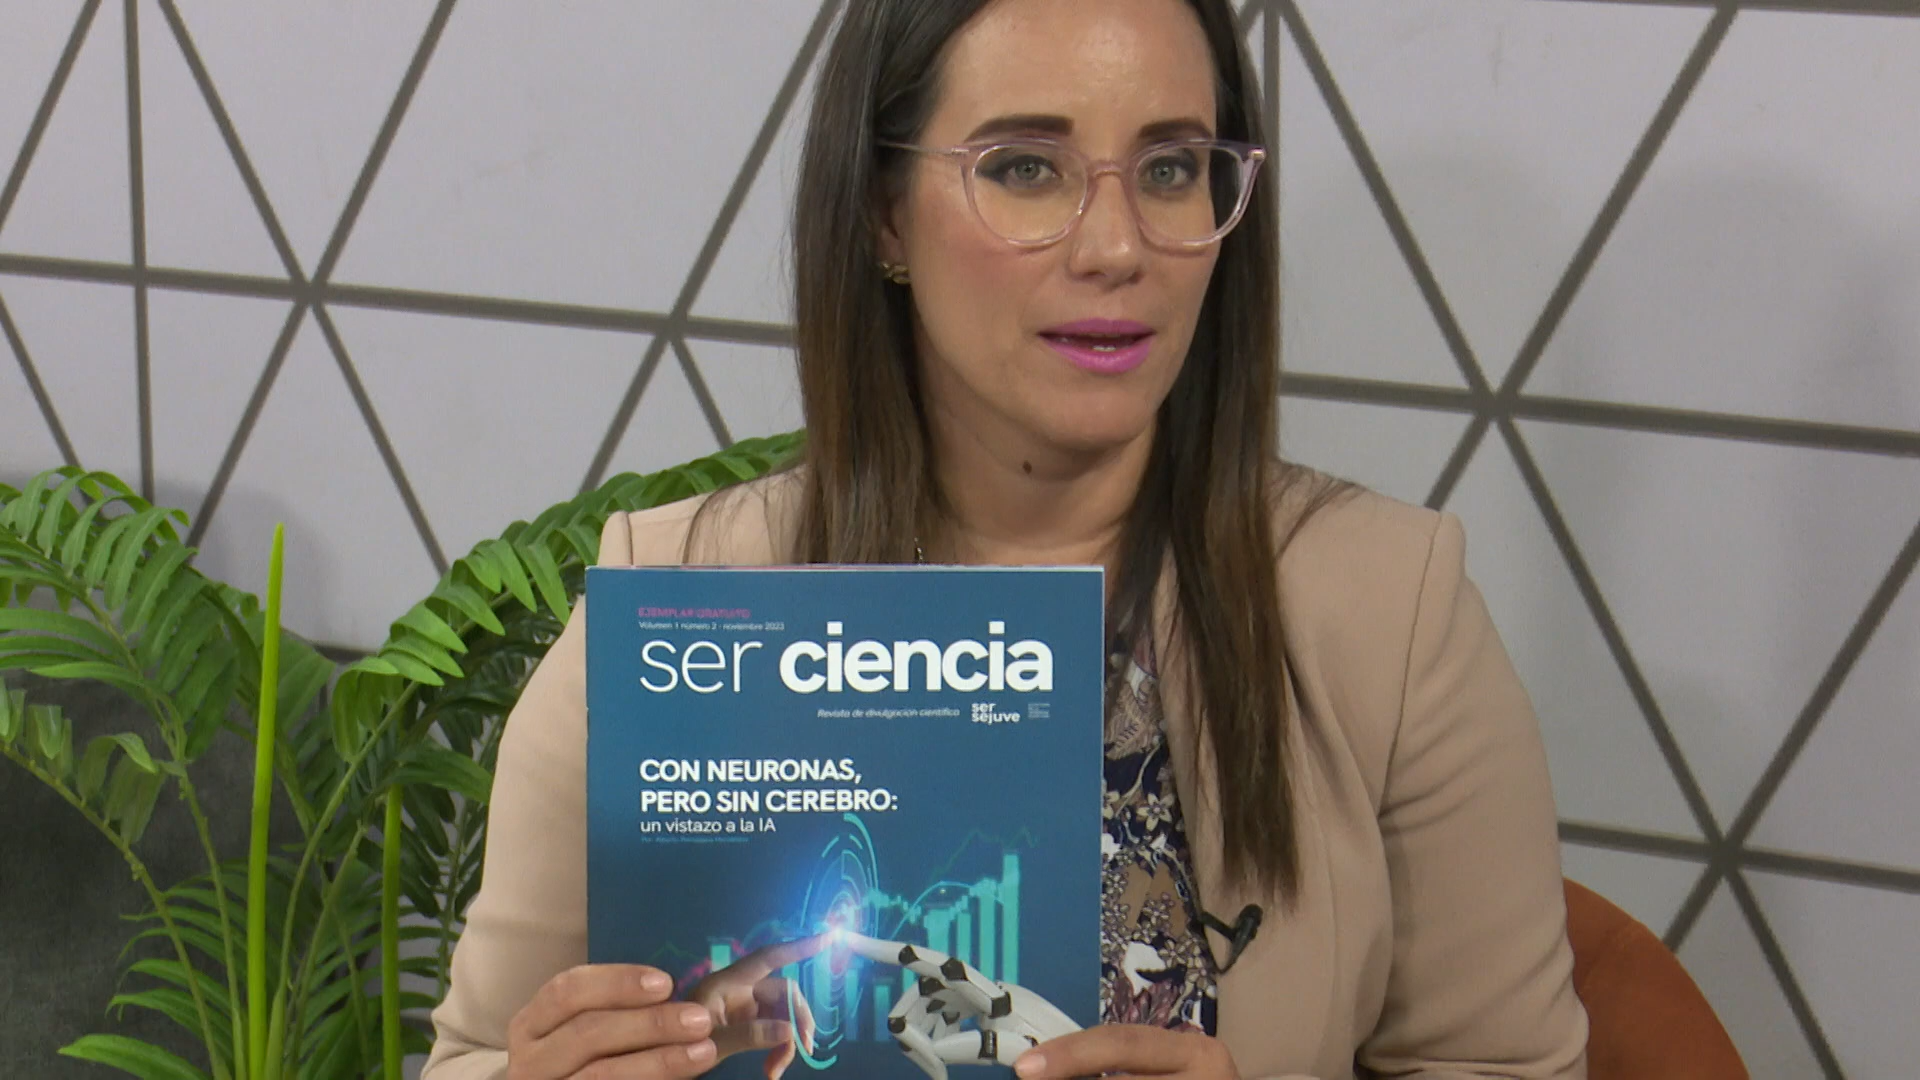 EJEMPLAR GRATUITO
Volumen 1 número 2 - noviembre 2023
ser ciencia
Revista de divulgación científica
ser
sejuve
CON NEURONAS,
PERO SIN CEREBRO:
un vistazo a la IA